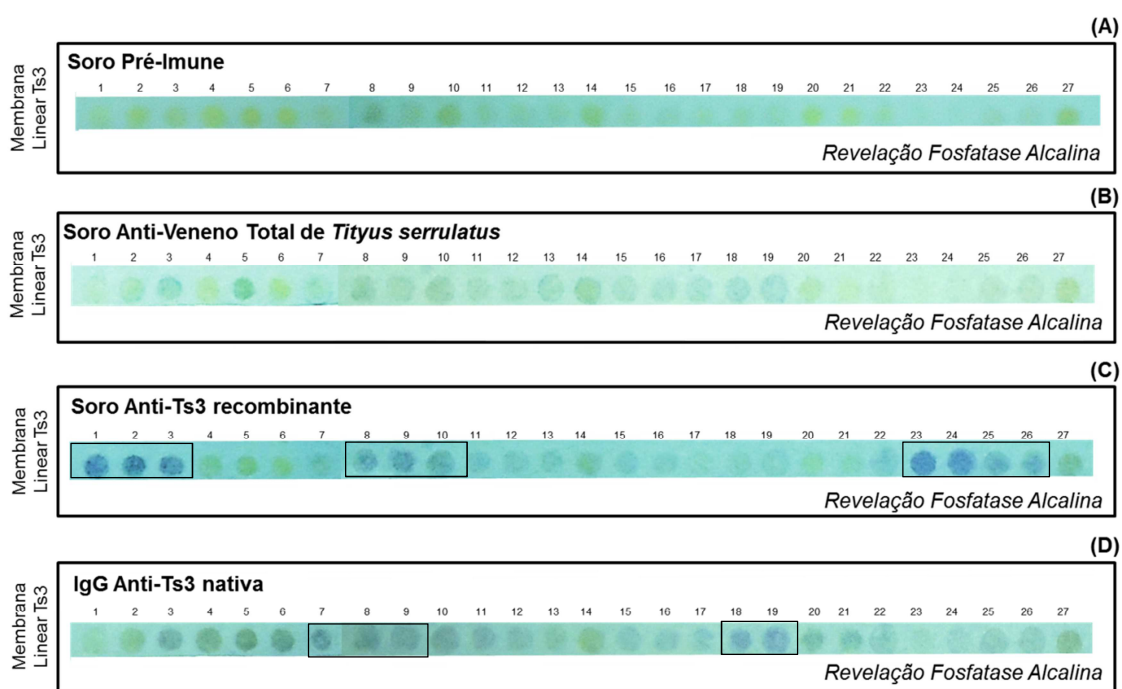 (A)
Membrana
Linear Ts3
Soro Pré-Imune
1 2 3 4 5 6 7 8 9 10 11 12 13 14 15 16 17 18 19 20 21 22 23 24 25 26 27
Revelação Fosfatase Alcalina
(B)
Membrana
Linear Ts3
Soro Anti-Veneno Total de Tityus serrulatus
1 2 3 4 5 6 7 8 9 10 11 12 13 14 15 16 17 18 19 20 21 22 23 24 25 26 27
Revelação Fosfatase Alcalina
(C)
Membrana
Linear Ts3
Soro Anti-Ts3 recombinante
1 2 3 4 5 6 7 8 9 10 11 12 13 14 15 16 17 18 19 20 21 22 23 24 25 26 27
Revelação Fosfatase Alcalina
(D)
Membrana
Linear Ts3
IgG Anti-Ts3 nativa
1 2 3 4 5 6 7 8 9 10 11 12 13 14 15 16 17 18 19 20 21 22 23 24 25 26 27
Revelação Fosfatase Alcalina